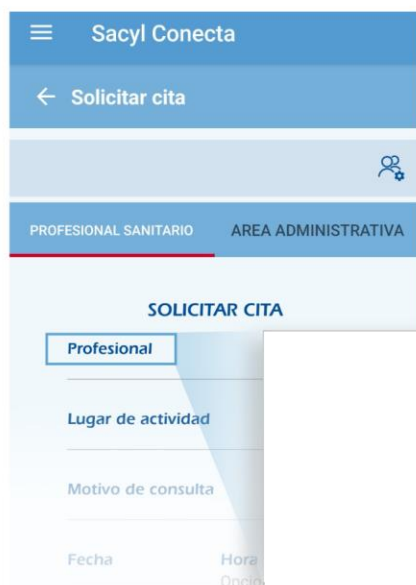 Sacyl Conecta
Solicitar cita
PROFESIONAL SANITARIO AREA ADMINISTRATIVA
SOLICITAR CITA
Profesional
Lugar de actividad
Motivo de consulta
Fecha Hora